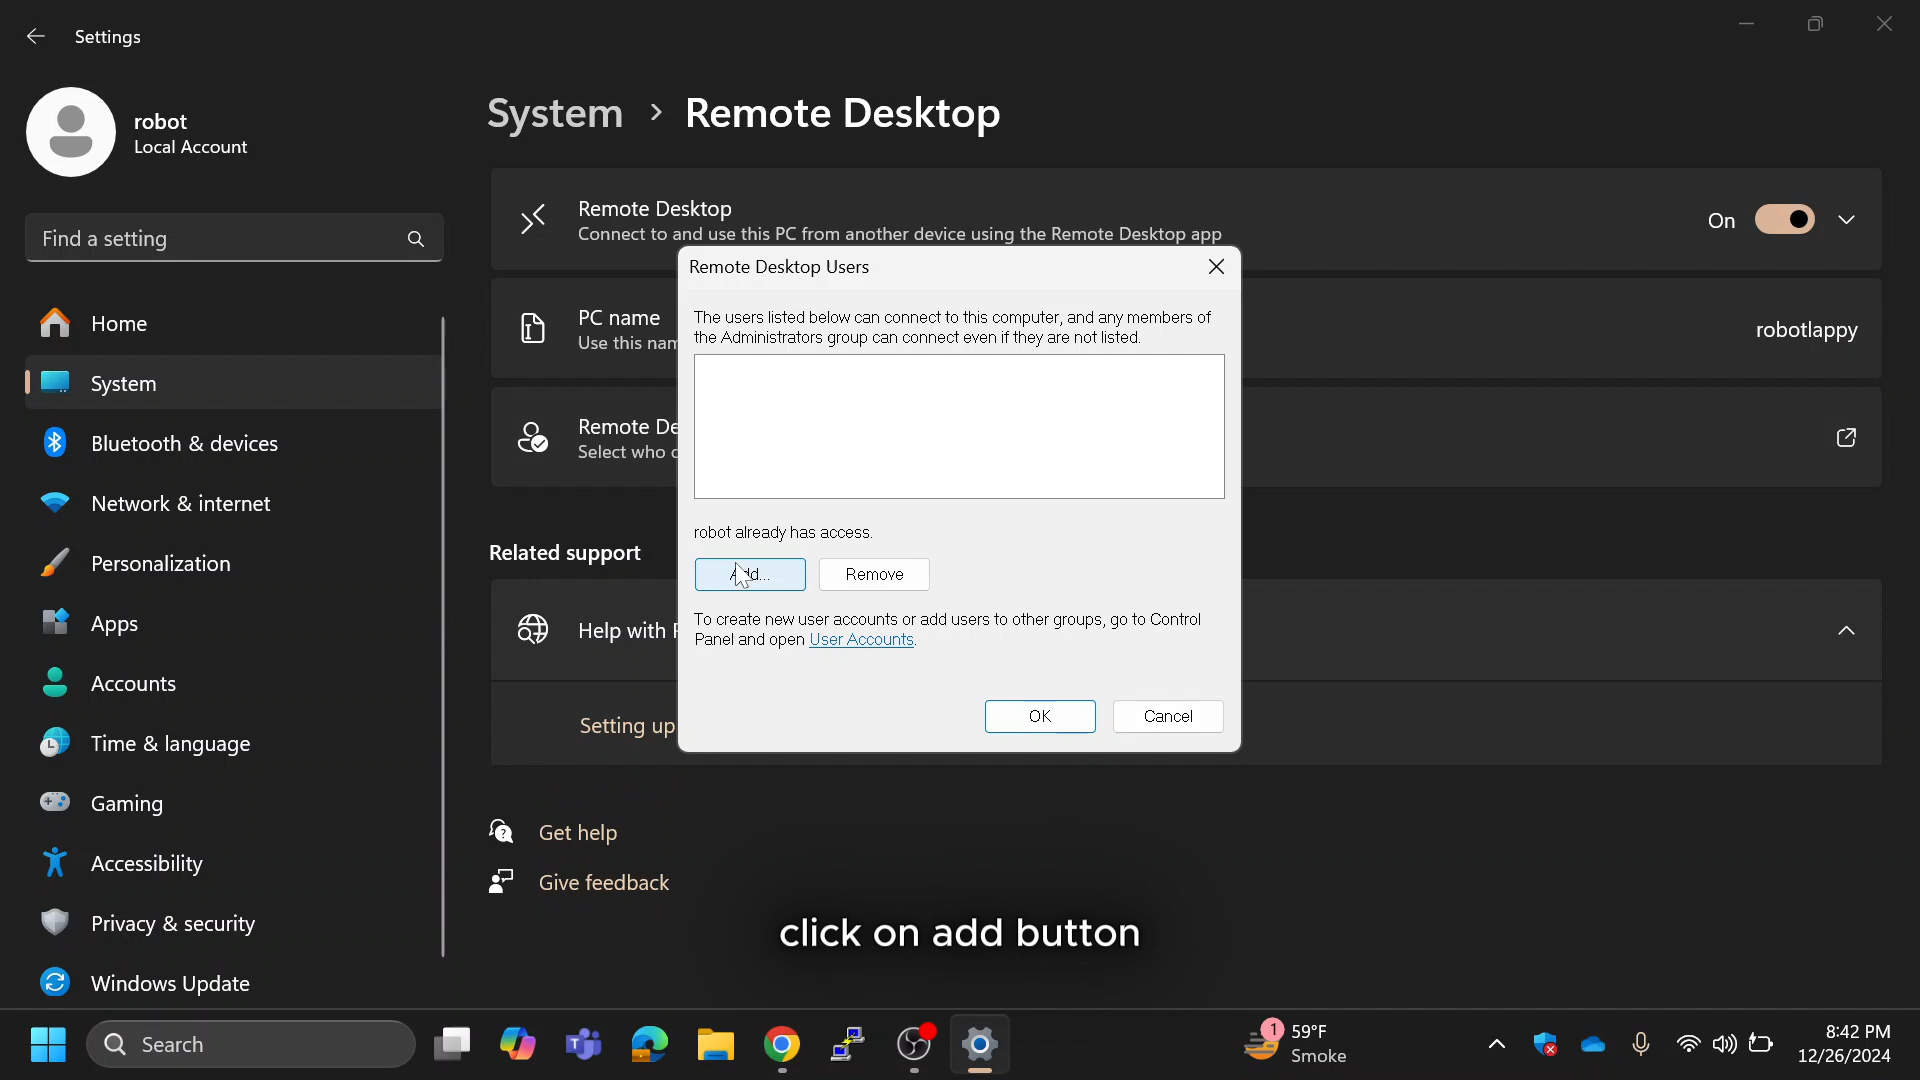 Settings
robot
Local Account
Find a setting
Home
System
Bluetooth & devices
Network & internet
Personalization
Apps
Accounts
Time & language
Gaming
Accessibility
Privacy & security
Windows Update
System > Remote Desktop
Remote Desktop
Connect to and use this PC from another device using the Remote Desktop app
On
PC name
Use this
robotlappy
Remote
Select who
Related support
Help with
Setting up
Get help
Give feedback
Remote Desktop Users
The users listed below can connect to this computer, and any members of
the Administrators group can connect even if they are not listed.
robot already has access.
Add...
Remove
To create new user accounts or add users to other groups, go to Control
Panel and open User Accounts.
OK
Cancel
click on add button
Search
1
59°F
Smoke
8:42 PM
12/26/2024